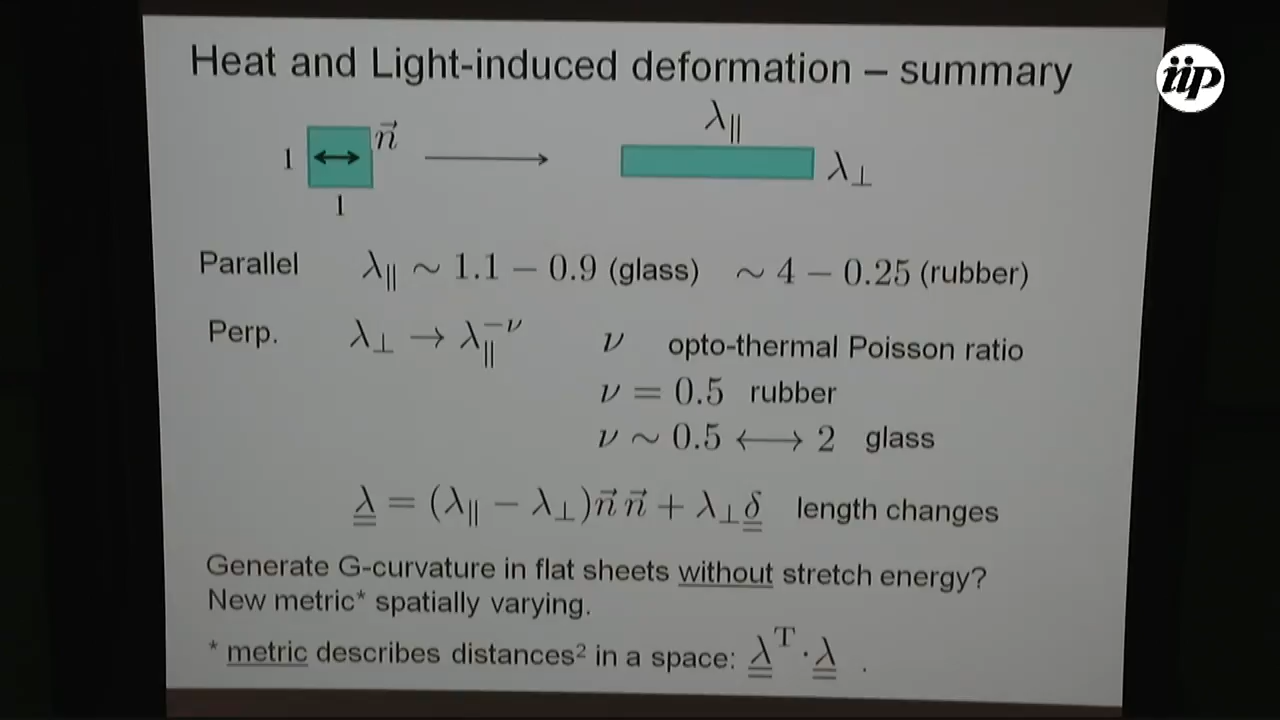 iip
Heat and Light-induced deformation – summary
1 ↔ n⃗ → λ∥ λ⊥
1
Parallel λ∥ ∼ 1.1 − 0.9 (glass) ∼ 4 − 0.25 (rubber)
Perp. λ⊥ → λ∥^−ν ν opto-thermal Poisson ratio
ν = 0.5 rubber
ν ∼ 0.5 ⟷ 2 glass
λ̳ = (λ∥ − λ⊥)n⃗ n⃗ + λ⊥δ̳ length changes
Generate G-curvature in flat sheets without stretch energy?
New metric* spatially varying.
* metric describes distances² in a space: λ̳ᵀ · λ̳ .